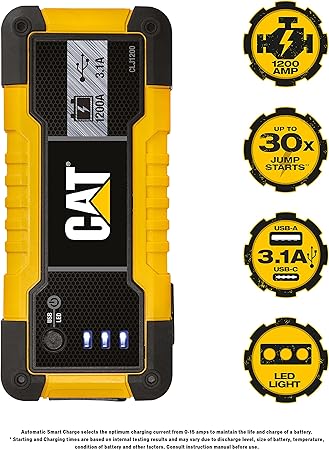 CLJ1200
3.1A
1200A
CAT
USB
LED
1200
AMP
UP TO
30x
JUMP
STARTS**
USB-A
3.1A
USB-C
LED
LIGHT
Automatic Smart Charge selects the optimum charging current from 0-15 amps to maintain the life and charge of a battery.
* Starting and Charging times are based on internal testing results and may vary due to discharge level, size of battery, temperature,
condition of battery and other factors. Consult instruction manual before use.